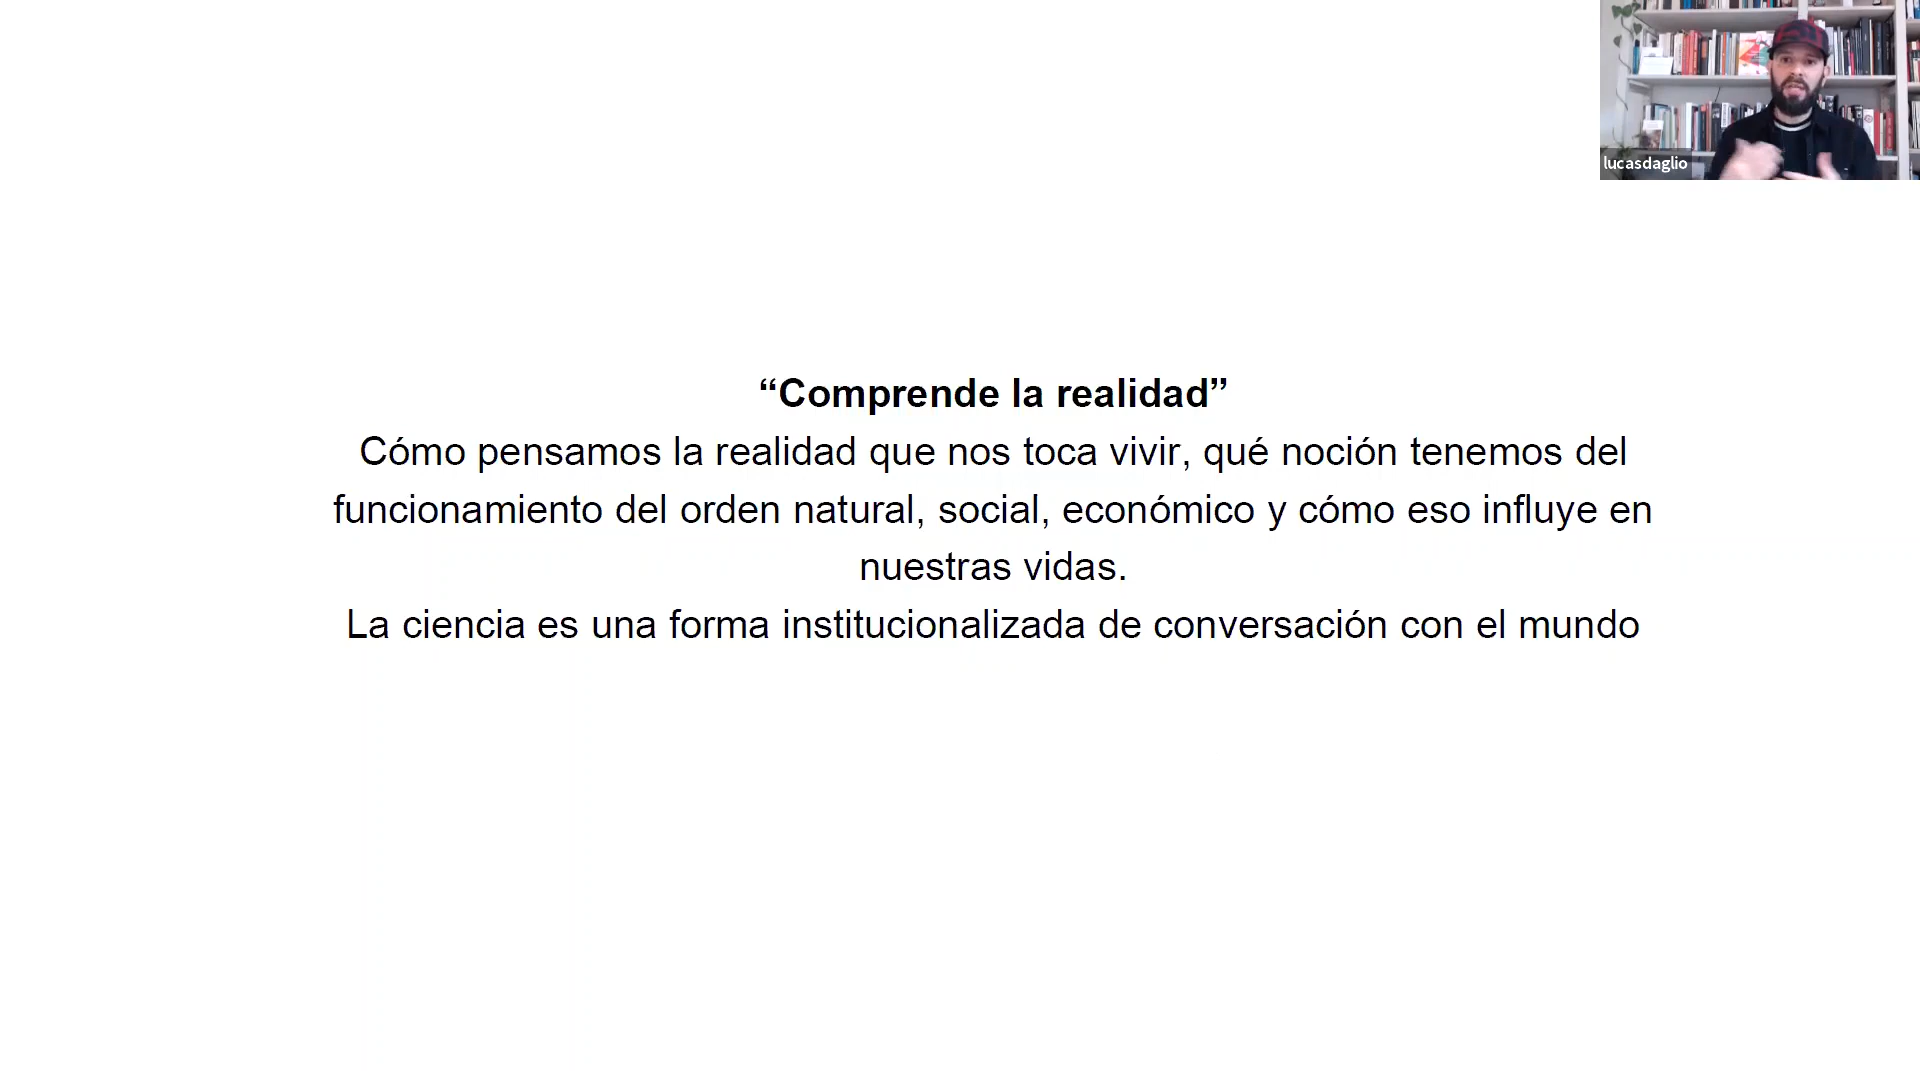 lucasdaglio
“Comprende la realidad”
Cómo pensamos la realidad que nos toca vivir, qué noción tenemos del
funcionamiento del orden natural, social, económico y cómo eso influye en
nuestras vidas.
La ciencia es una forma institucionalizada de conversación con el mundo